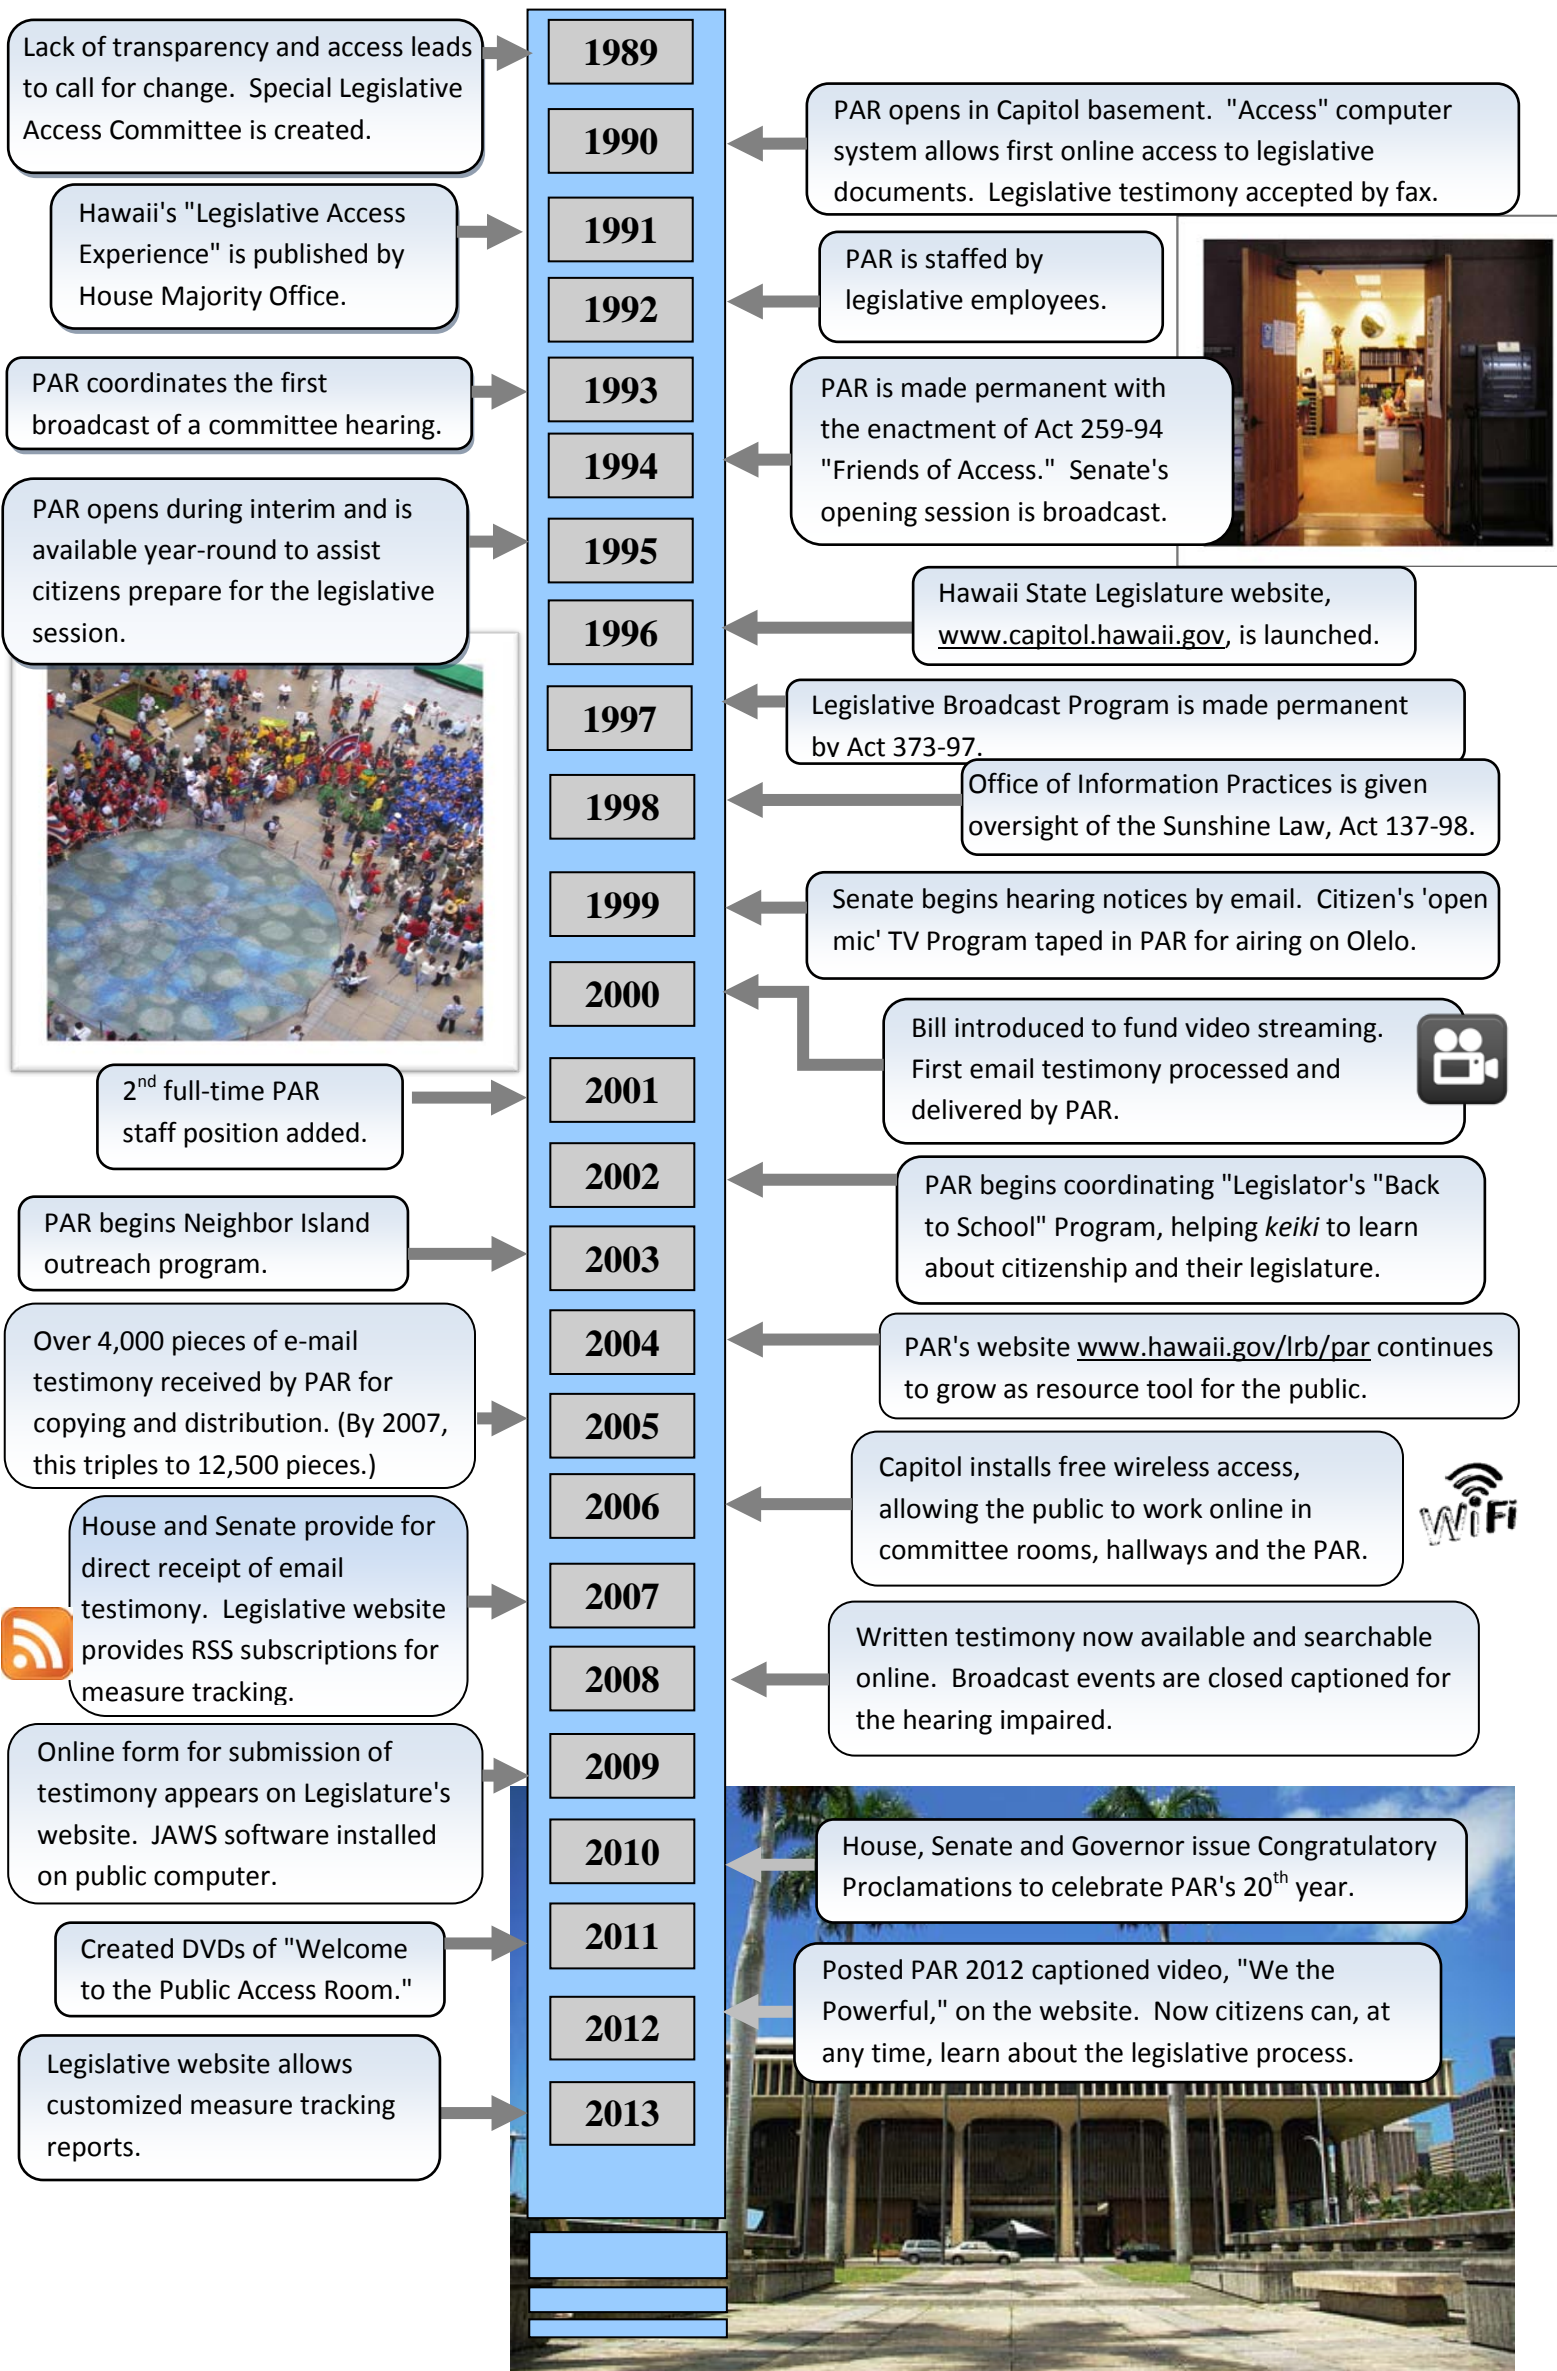 1989
Lack of transparency and access leads
to call for change.  Special Legislative
Access Committee is created.
1990
PAR opens in Capitol basement.  "Access" computer
system allows first online access to legislative
documents.  Legislative testimony accepted by fax.
1991
Hawaii's "Legislative Access
Experience" is published by
House Majority Office.
1992
PAR is staffed by
legislative employees.
1993
PAR coordinates the first
broadcast of a committee hearing.
1994
PAR is made permanent with
the enactment of Act 259-94
"Friends of Access."  Senate's
opening session is broadcast.
1995
PAR opens during interim and is
available year-round to assist
citizens prepare for the legislative
session.
1996
Hawaii State Legislature website,
www.capitol.hawaii.gov, is launched.
1997
Legislative Broadcast Program is made permanent
by Act 373-97.
1998
Office of Information Practices is given
oversight of the Sunshine Law, Act 137-98.
1999
Senate begins hearing notices by email.  Citizen's 'open
mic' TV Program taped in PAR for airing on Olelo.
2000
Bill introduced to fund video streaming.
First email testimony processed and
delivered by PAR.
2001
2nd full-time PAR
staff position added.
2002
PAR begins coordinating "Legislator's "Back
to School" Program, helping keiki to learn
about citizenship and their legislature.
2003
PAR begins Neighbor Island
outreach program.
2004
PAR's website www.hawaii.gov/lrb/par continues
to grow as resource tool for the public.
2005
Over 4,000 pieces of e-mail
testimony received by PAR for
copying and distribution. (By 2007,
this triples to 12,500 pieces.)
2006
Capitol installs free wireless access,
allowing the public to work online in
committee rooms, hallways and the PAR.
WiFi
2007
House and Senate provide for
direct receipt of email
testimony.  Legislative website
provides RSS subscriptions for
measure tracking.
2008
Written testimony now available and searchable
online.  Broadcast events are closed captioned for
the hearing impaired.
2009
Online form for submission of
testimony appears on Legislature's
website.  JAWS software installed
on public computer.
2010
House, Senate and Governor issue Congratulatory
Proclamations to celebrate PAR's 20th year.
2011
Created DVDs of "Welcome
to the Public Access Room."
2012
Posted PAR 2012 captioned video, "We the
Powerful," on the website.  Now citizens can, at
any time, learn about the legislative process.
2013
Legislative website allows
customized measure tracking
reports.